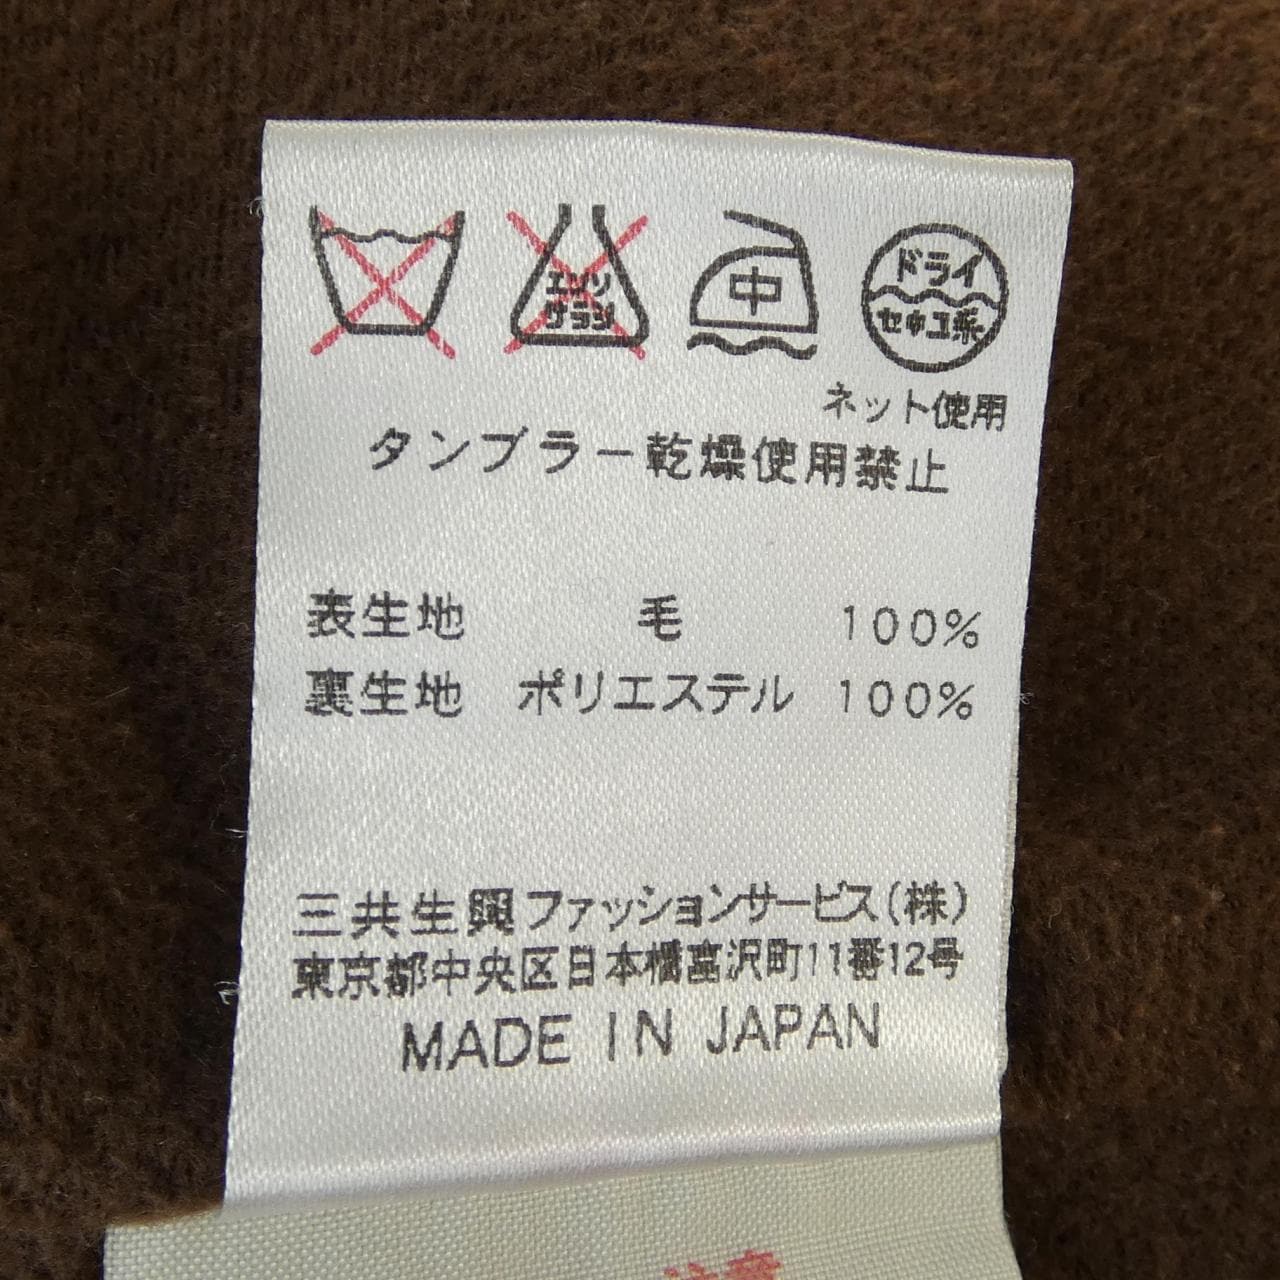 エンソ
サラシ
中
ドライ
セキユ系
ネット使用
タンブラー乾燥使用禁止
表生地 毛 100%
裏生地 ポリエステル 100%
三共生興ファッションサービス(株)
東京都中央区日本橋富沢町11番12号
MADE IN JAPAN
注意